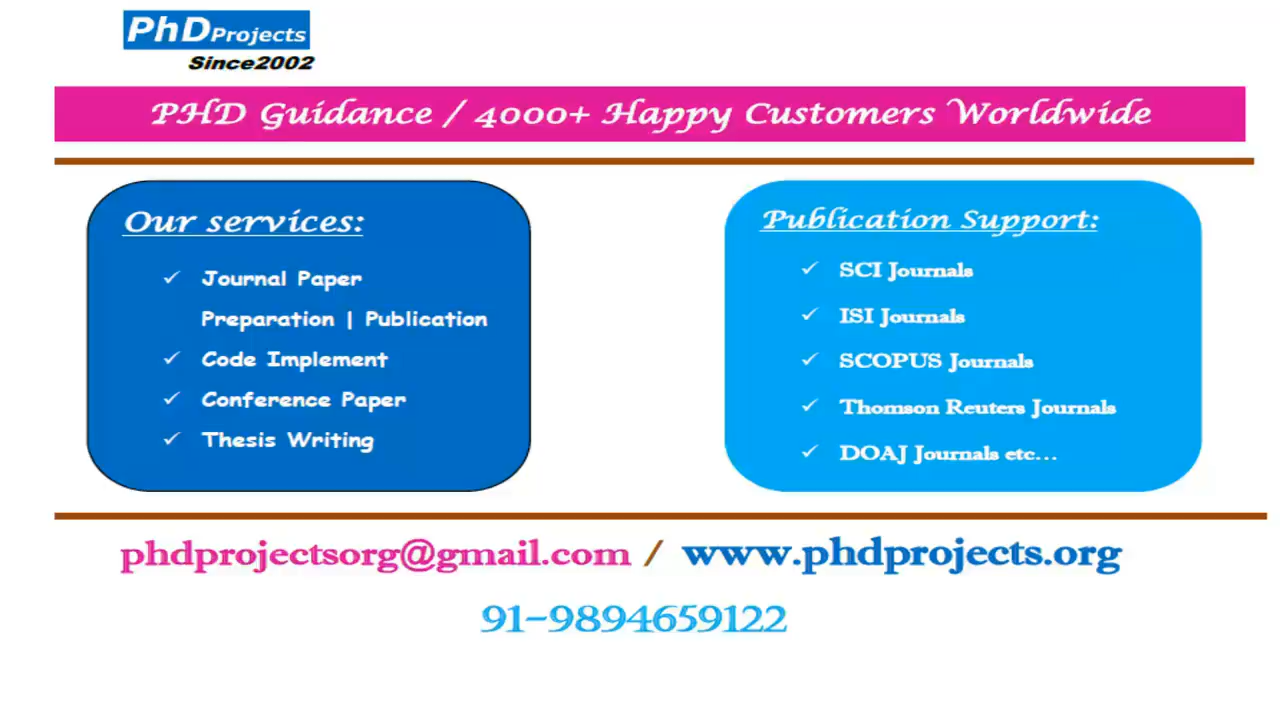 PhDProjects
Since2002
PHD Guidance / 4000+ Happy Customers Worldwide
Our services:
✓ Journal Paper
Preparation | Publication
✓ Code Implement
✓ Conference Paper
✓ Thesis Writing
Publication Support:
✓ SCI Journals
✓ ISI Journals
✓ SCOPUS Journals
✓ Thomson Reuters Journals
✓ DOAJ Journals etc...
phdprojectsorg@gmail.com / www.phdprojects.org
91-9894659122